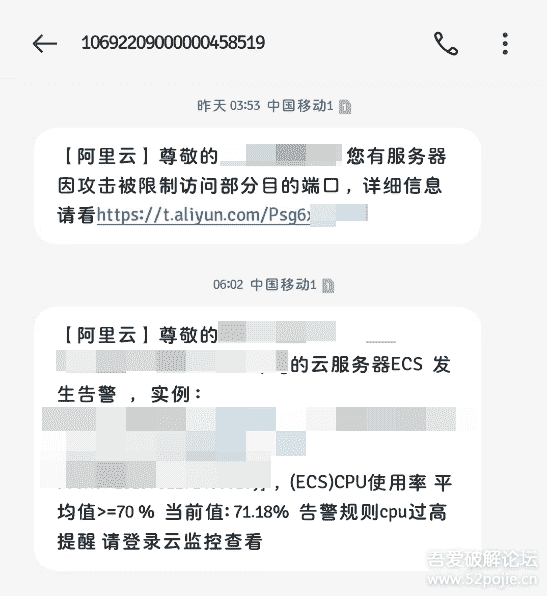 10692209000000458519
昨天 03:53 中国移动1
【阿里云】尊敬的 您有服务器
因攻击被限制访问部分目的端口，详细信息
请看https://t.aliyun.com/Psg6
06:02 中国移动1
【阿里云】尊敬的
的云服务器ECS 发
生告警 ，实例：
，(ECS)CPU使用率 平
均值>=70 % 当前值: 71.18% 告警规则cpu过高
提醒 请登录云监控查看
吾爱破解论坛
www.52pojie.cn